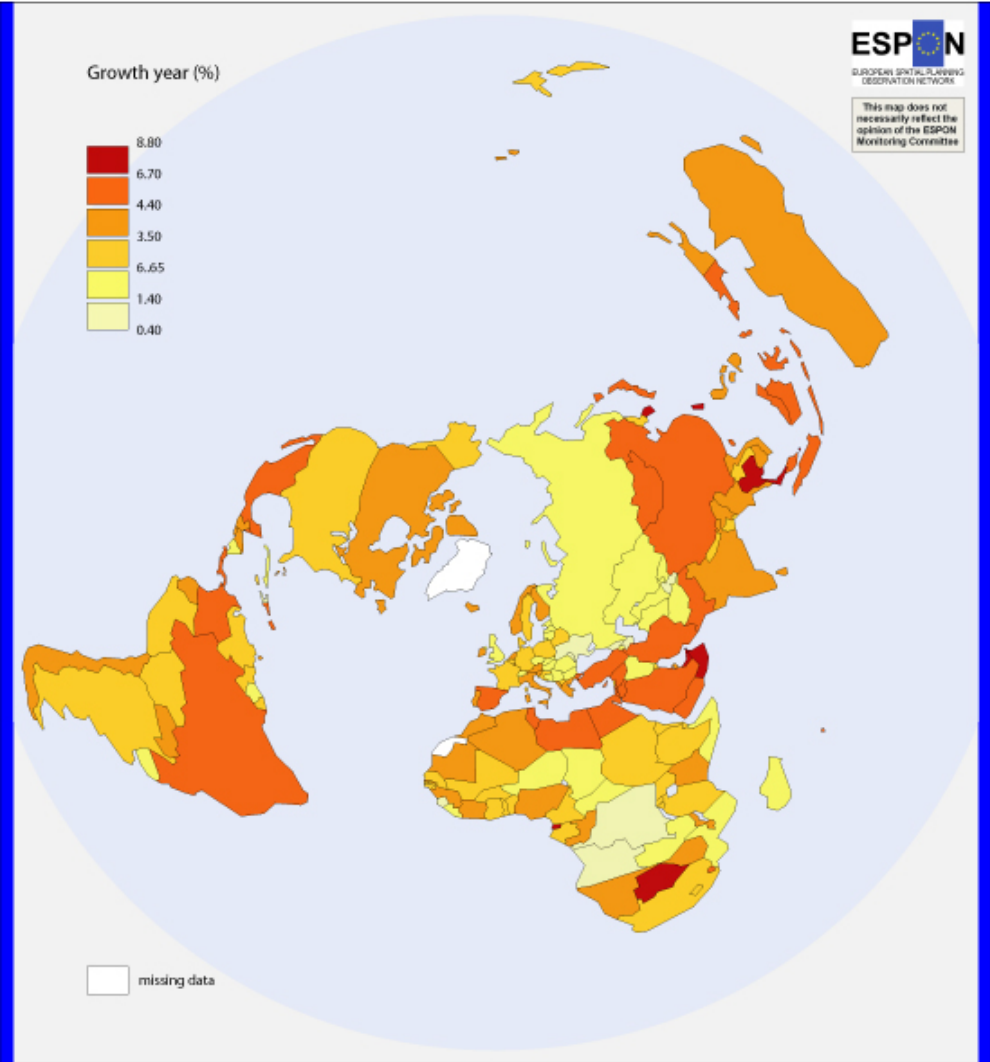 Growth year (%)
8.80
6.70
4.40
3.50
6.65
1.40
0.40
missing data
ESPON
EUROPEAN SPATIAL PLANNING
OBSERVATION NETWORK
This map does not
necessarily reflect the
opinion of the ESPON
Monitoring Committee